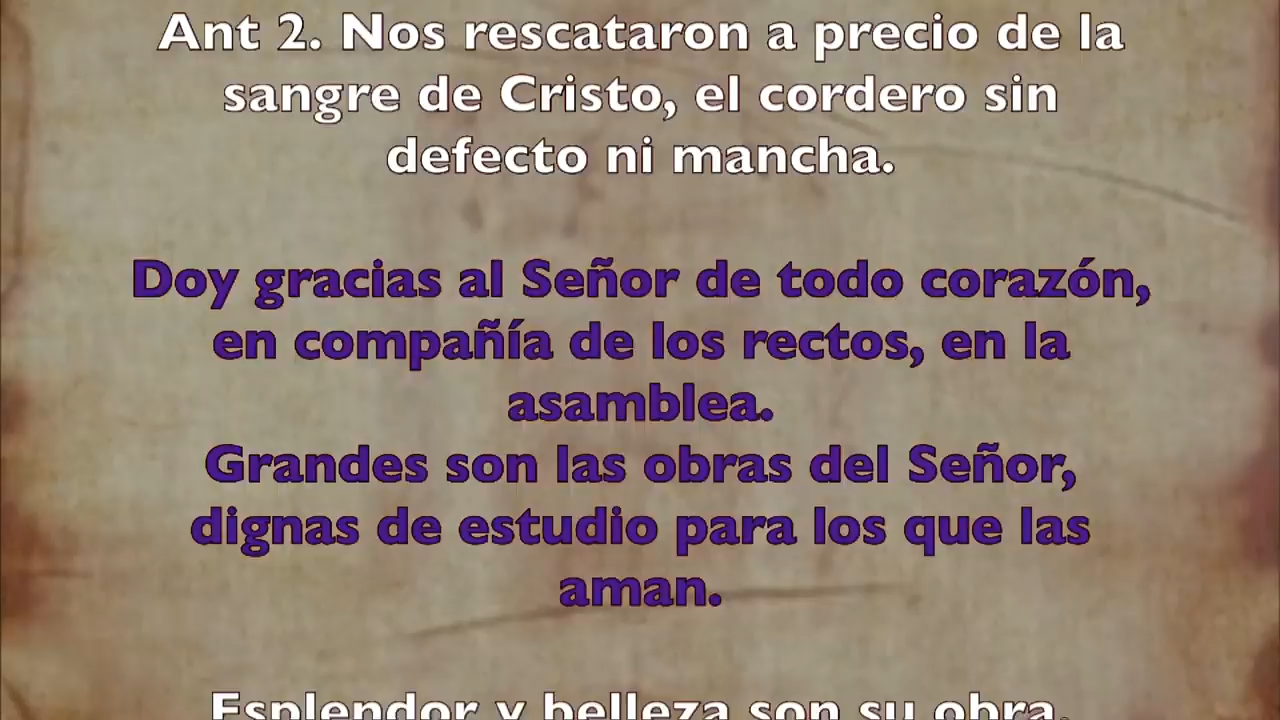 Ant 2. Nos rescataron a precio de la
sangre de Cristo, el cordero sin
defecto ni mancha.
Doy gracias al Señor de todo corazón,
en compañía de los rectos, en la
asamblea.
Grandes son las obras del Señor,
dignas de estudio para los que las
aman.
Esplendor y belleza son su obra,